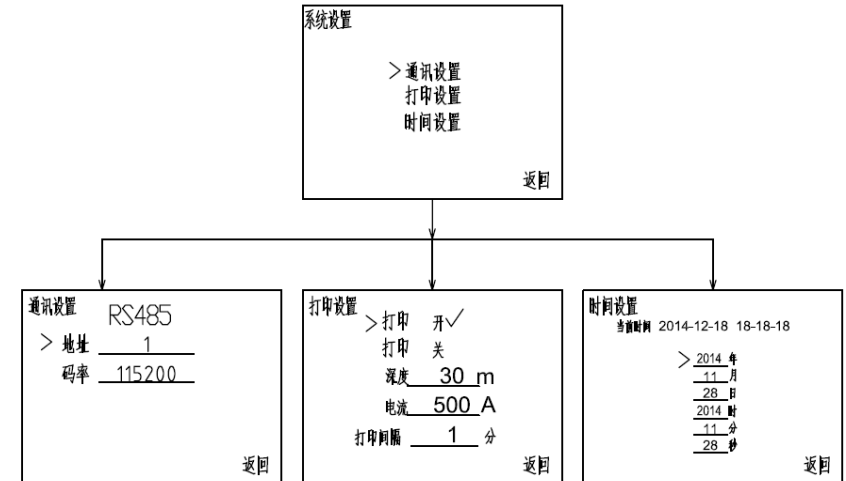 系统设置
>通讯设置
打印设置
时间设置
返回
通讯设置
RS485
> 地址 1
码率 115200
返回
打印设置
>打印 开✓
打印 关
深度 30 m
电流 500 A
打印间隔 1 分
返回
时间设置
当前时间 2014-12-18 18-18-18
> 2014 年
11 月
28 日
2014 时
11 分
28 秒
返回